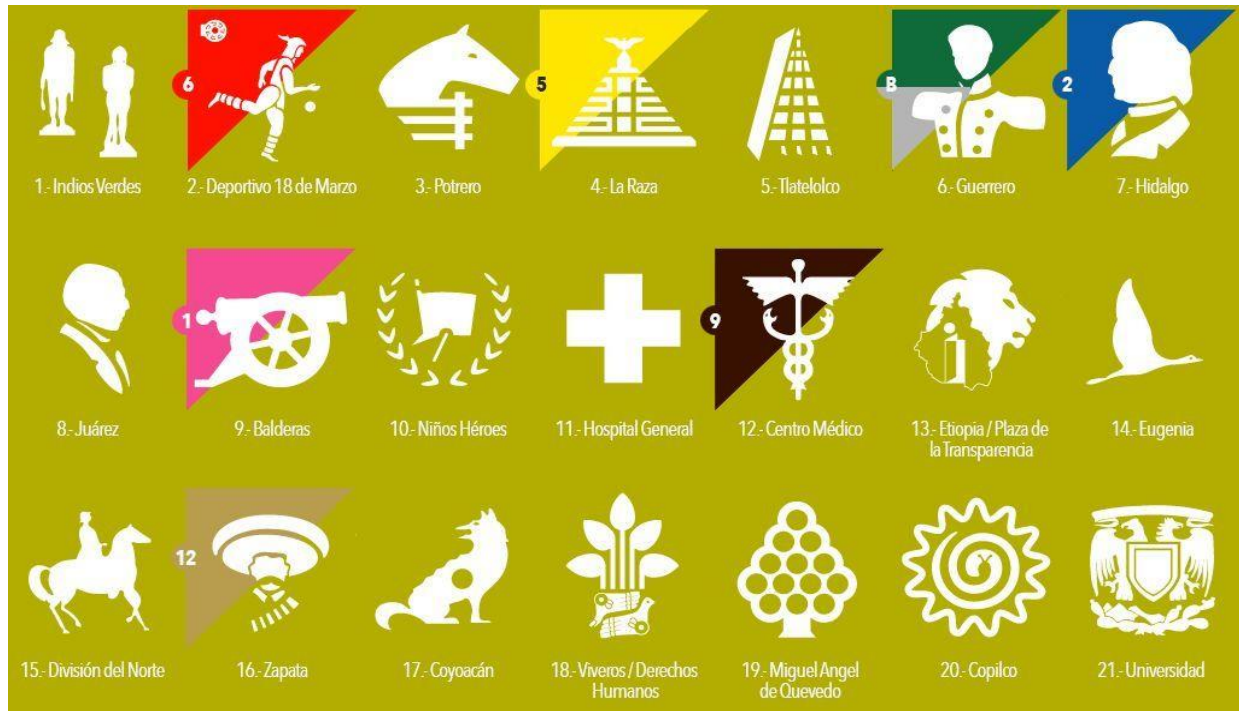 6
5
B
2
1.- Indios Verdes
2.- Deportivo 18 de Marzo
3.- Potrero
4.- La Raza
5.- Tlatelolco
6.- Guerrero
7.- Hidalgo
1
9
8.- Juárez
9.- Balderas
10.- Niños Héroes
11.- Hospital General
12.- Centro Médico
13.- Etiopia / Plaza de
la Transparencia
14.- Eugenia
12
15.- División del Norte
16.- Zapata
17.- Coyoacán
18.- Viveros / Derechos
Humanos
19.- Miguel Angel
de Quevedo
20.- Copilco
21.- Universidad